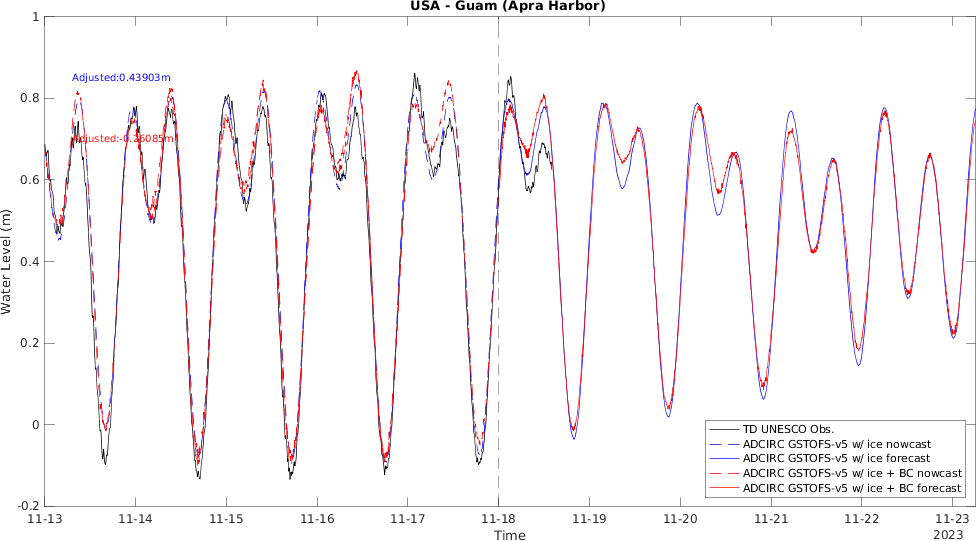 USA - Guam (Apra Harbor)
1
0.8
0.6
0.4
0.2
0
-0.2
Water Level (m)
Adjusted:0.43903m
Adjusted:-0.26085m
TD UNESCO Obs.
ADCIRC GSTOFS-v5 w/ ice nowcast
ADCIRC GSTOFS-v5 w/ ice forecast
ADCIRC GSTOFS-v5 w/ ice + BC nowcast
ADCIRC GSTOFS-v5 w/ ice + BC forecast
11-13 11-14 11-15 11-16 11-17 11-18 11-19 11-20 11-21 11-22 11-23
Time
2023